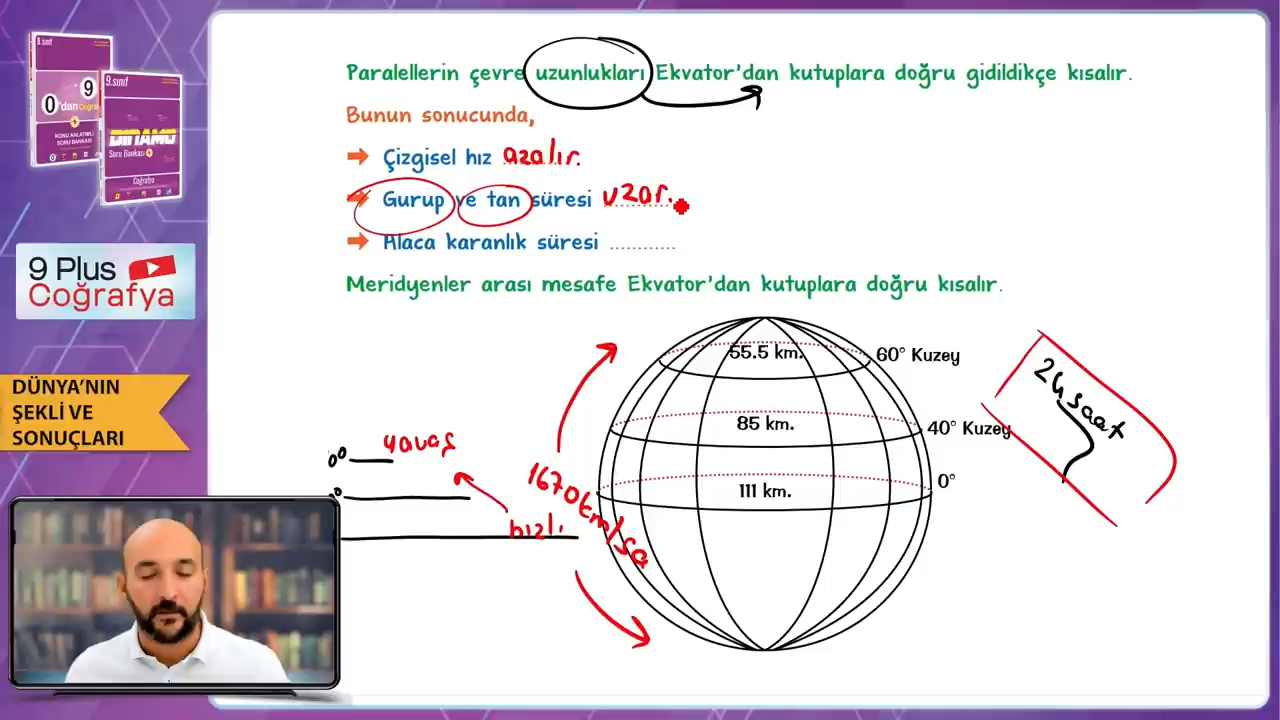 Paralellerin çevre uzunlukları Ekvator'dan kutuplara doğru gidildikçe kısalır.
Bunun sonucunda,
Çizgisel hız azalır.
Gurup ve tan süresi uzar.
Alaca karanlık süresi ...........
Meridyenler arası mesafe Ekvator'dan kutuplara doğru kısalır.
55.5 km.
60° Kuzey
85 km.
40° Kuzey
111 km.
0°
24 saat
yavaş
hızlı
1670 km/sa
9.sınıf
0'dan 9
KONU ANLATIMLI
SORU BANKASI
9.sınıf
DİNAMO
Soru Bankası
Coğrafya
9 Plus
Coğrafya
DÜNYA'NIN
ŞEKLİ VE
SONUÇLARI